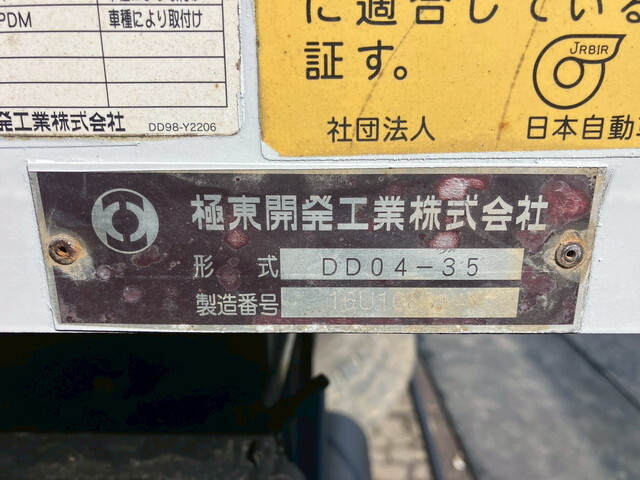 PDM 車種により取付け
発工業株式会社 DD98-Y2206
に適合している
証す。
JRBIR
社団法人 日本自動
極東開発工業株式会社
形式 DD04-35
製造番号